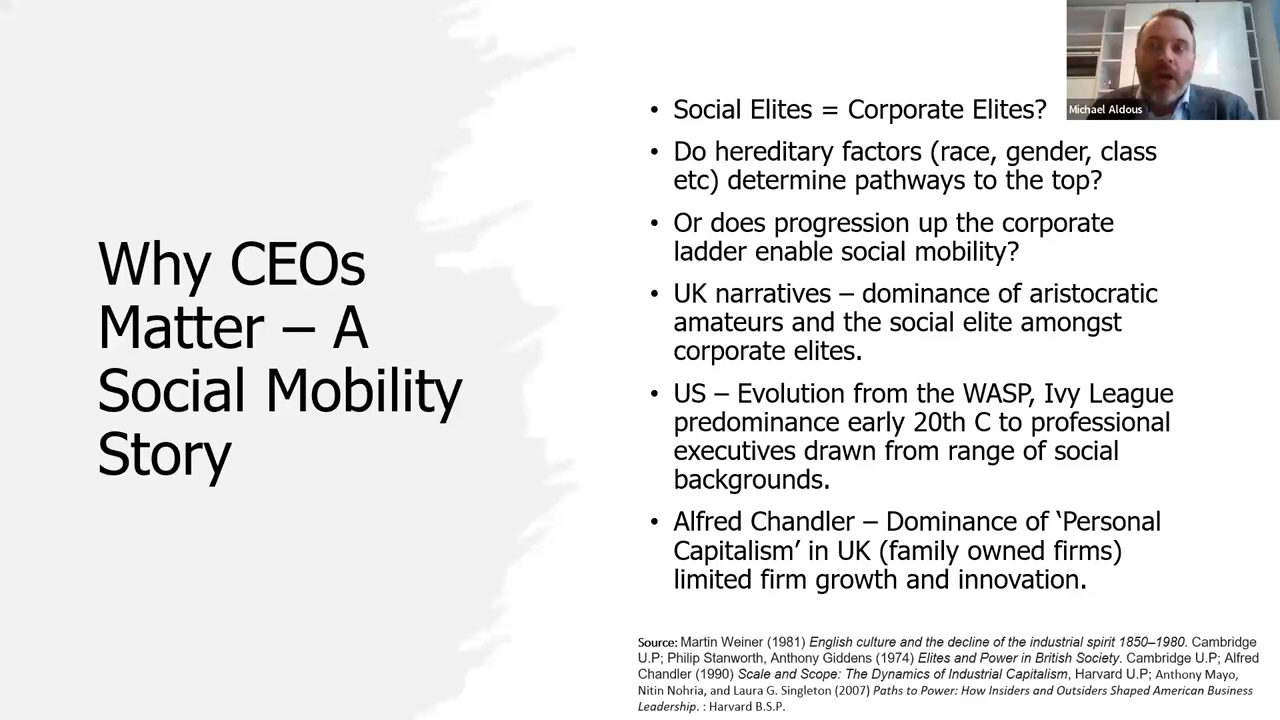 Why CEOs
Matter – A
Social Mobility
Story
• Social Elites = Corporate Elites?
• Do hereditary factors (race, gender, class
etc) determine pathways to the top?
• Or does progression up the corporate
ladder enable social mobility?
• UK narratives – dominance of aristocratic
amateurs and the social elite amongst
corporate elites.
• US – Evolution from the WASP, Ivy League
predominance early 20th C to professional
executives drawn from range of social
backgrounds.
• Alfred Chandler – Dominance of ‘Personal
Capitalism’ in UK (family owned firms)
limited firm growth and innovation.
Source: Martin Weiner (1981) English culture and the decline of the industrial spirit 1850–1980. Cambridge
U.P; Philip Stanworth, Anthony Giddens (1974) Elites and Power in British Society. Cambridge U.P; Alfred
Chandler (1990) Scale and Scope: The Dynamics of Industrial Capitalism, Harvard U.P; Anthony Mayo,
Nitin Nohria, and Laura G. Singleton (2007) Paths to Power: How Insiders and Outsiders Shaped American Business
Leadership. : Harvard B.S.P.
Michael Aldous